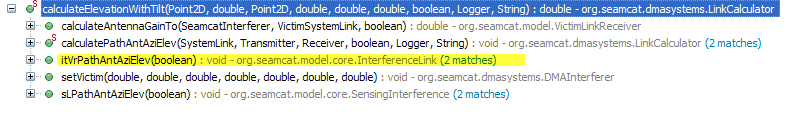 calculateElevationWithTilt(Point2D, double, Point2D, double, double, double, boolean, Logger, String) : double - org.seamcat.dmasystems.LinkCalculator
calculateAntennaGainTo(SeamcatInterferer, VictimSystemLink, boolean) : double - org.seamcat.model.VictimLinkReceiver
calculatePathAntAziElev(SystemLink, Transmitter, Receiver, boolean, Logger, String) : void - org.seamcat.dmasystems.LinkCalculator (2 matches)
itVrPathAntAziElev(boolean) : void - org.seamcat.model.core.InterferenceLink (2 matches)
setVictim(double, double, double, double, double, double, double) : void - org.seamcat.dmasystems.DMAInterferer
sLPathAntAziElev(boolean) : void - org.seamcat.model.core.SensingInterference (2 matches)